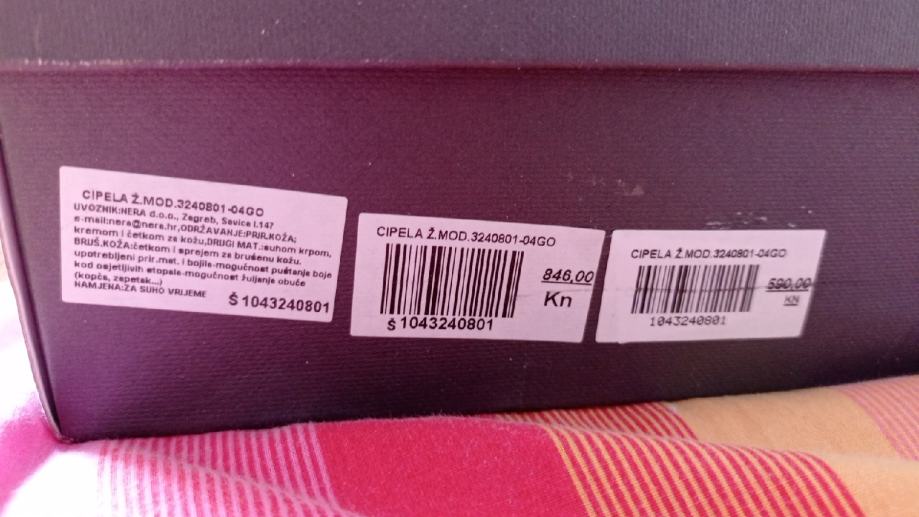 CIPELA Ž.MOD.3240801-04GO
UVOZNIK:NERA d.o.o., Zagreb, Savica I.147
e-mail:nera@nera.hr,ODRŽAVANJE:PRIR.KOŽA;
kremom i četkom za kožu,DRUGI MAT.:suhom krpom,
BRUŠ.KOŽA:četkom i sprejem za brušenu kožu.
upotrebljeni prir.mat. i bojila-mogućnost puštanja boje
kod osjetljivih stopala-mogućnost žuljanja obuće
(kopča, zapetak...)
NAMJENA:ZA SUHO VRIJEME
Š 1043240801
CIPELA Ž.MOD.3240801-04GO
846,00
Kn
Š 1043240801
CIPELA Ž.MOD.3240801-04GO
590,00
KN
1043240801